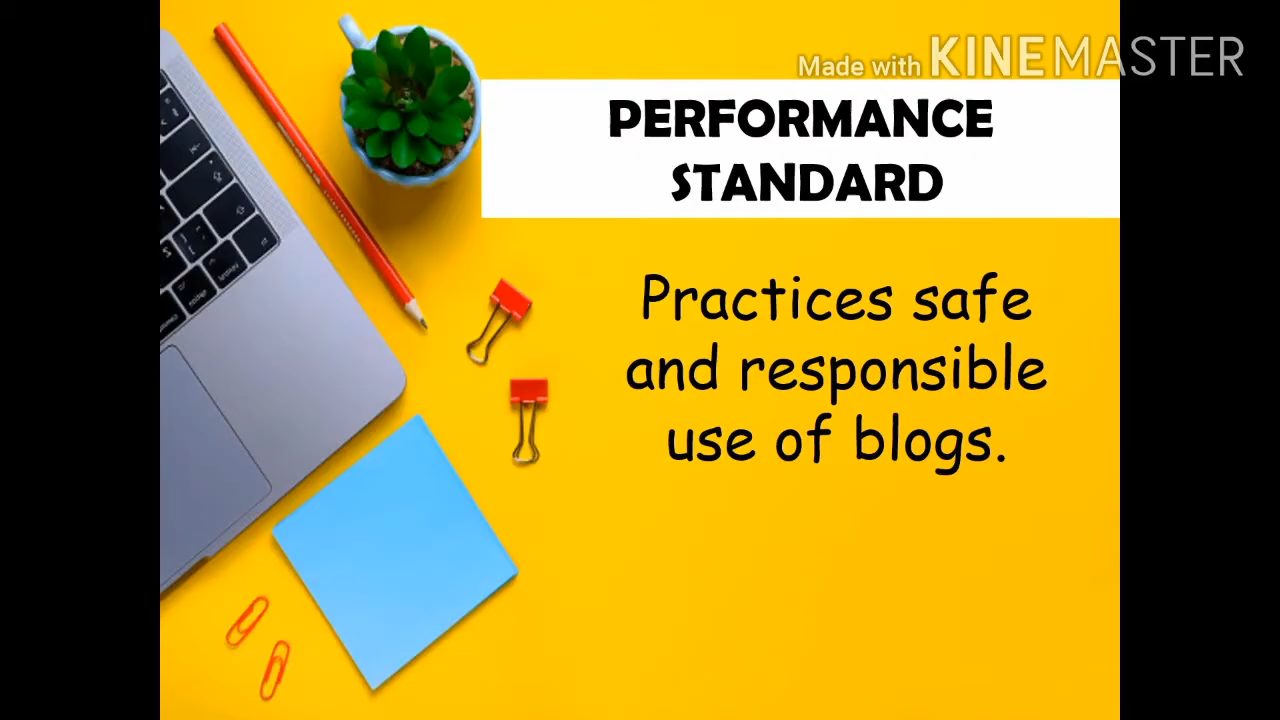 Made with KINEMASTER
PERFORMANCE
STANDARD
Practices safe
and responsible
use of blogs.